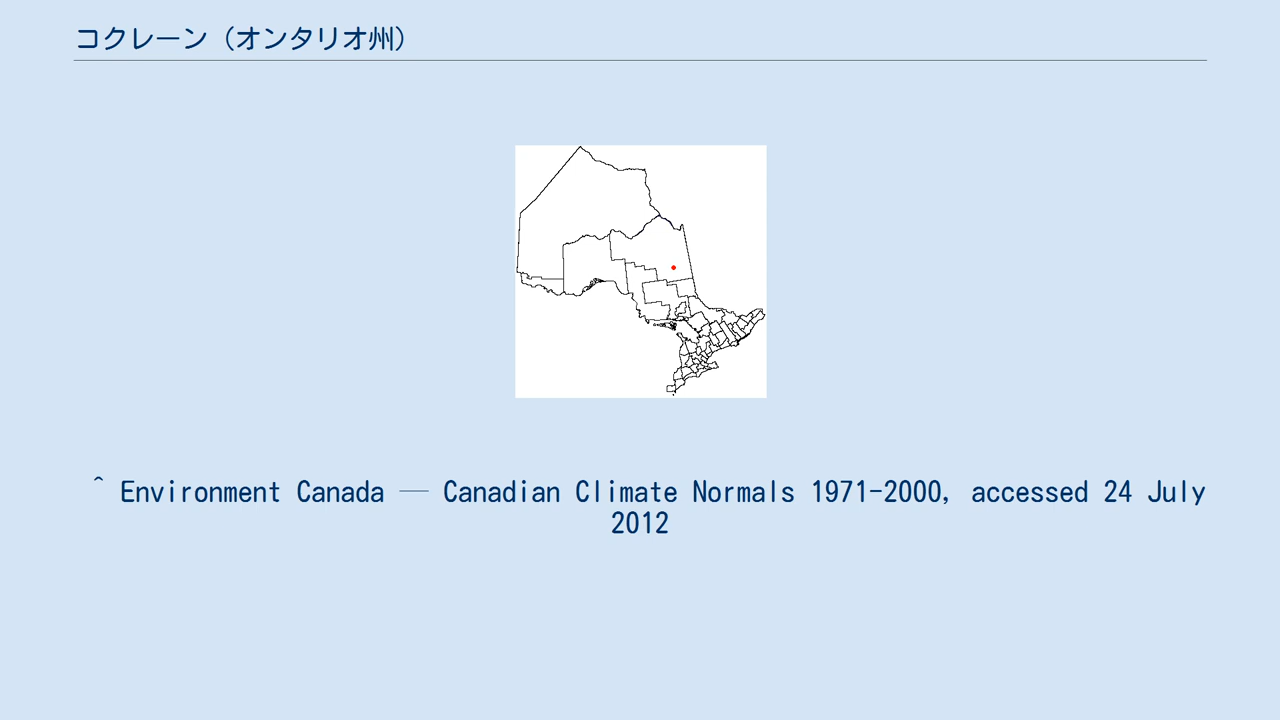 コクレーン（オンタリオ州）
^ Environment Canada — Canadian Climate Normals 1971-2000, accessed 24 July
2012